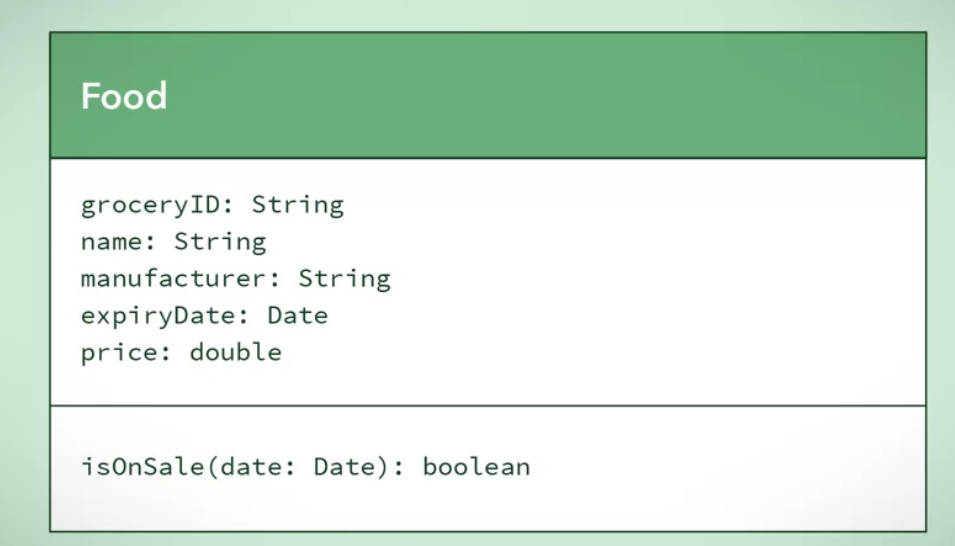 Food
groceryID: String
name: String
manufacturer: String
expiryDate: Date
price: double
isOnSale(date: Date): boolean